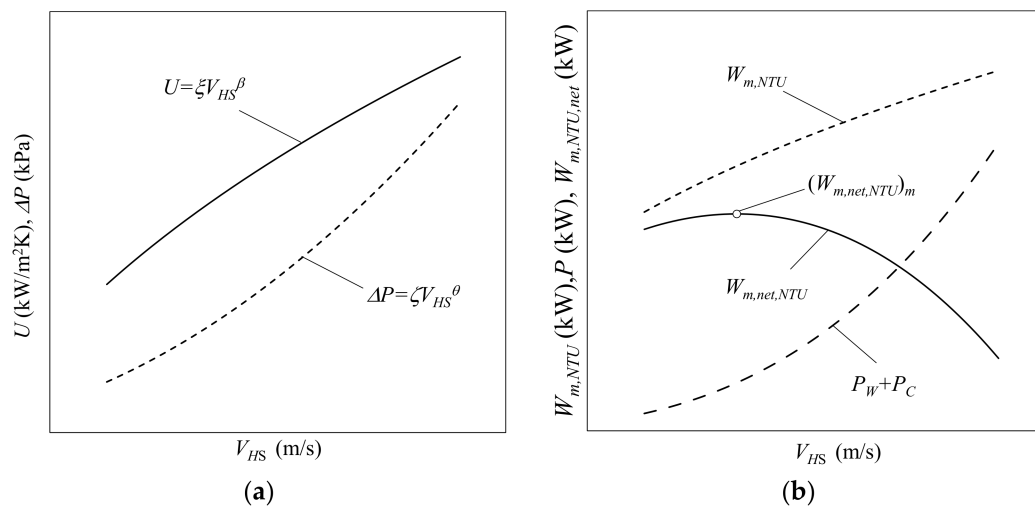 U (kW/m²K), ΔP (kPa)
U=ξV_HS^β
ΔP=ζV_HS^θ
V_HS (m/s)
(a)
W_m,NTU (kW),P (kW), W_m,NTU,net (kW)
W_m,NTU
(W_m,net,NTU)_m
W_m,net,NTU
P_W+P_C
V_HS (m/s)
(b)